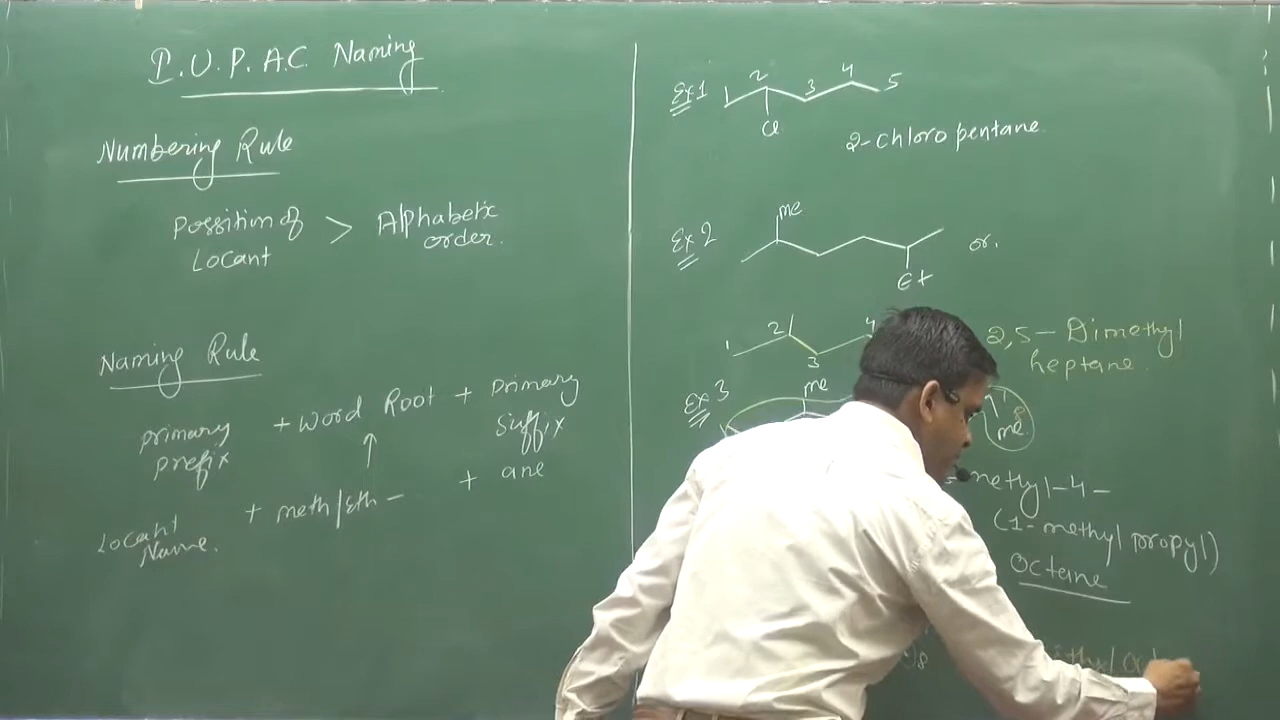 I.U.P.A.C. Naming
Numbering Rule
Possition of > Alphabetic
Locant order.
Naming Rule
primary + word Root + primary
prefix suffix
Locant + meth/Eth - + ane
Name.
Ex 1 1 2 3 4 5
Cl
2-chloro pentane
me
Ex 2 or.
Et
1 2 3 4 2,5- Dimethyl
heptane.
Ex 3 me
8
me
methyl-4-
(1-methyl propyl)
Octane
8